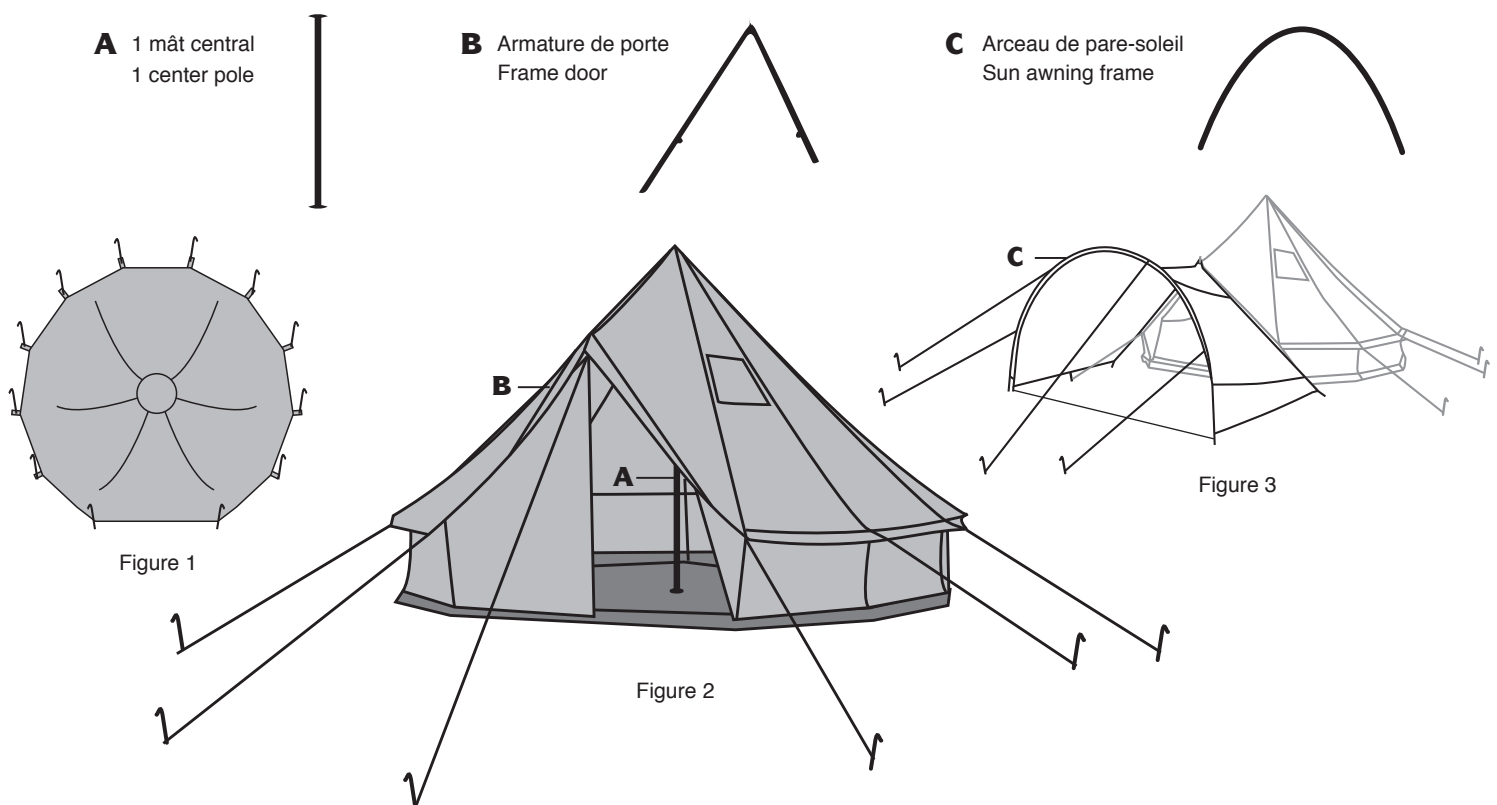 A 1 mât central
1 center pole
B Armature de porte
Frame door
C Arceau de pare-soleil
Sun awning frame
C
B
A
Figure 3
Figure 1
Figure 2